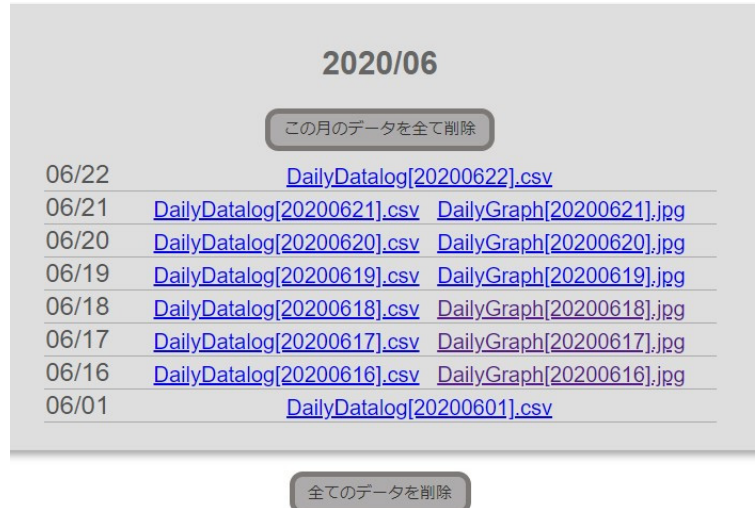 2020/06
この月のデータを全て削除
06/22 DailyDatalog[20200622].csv
06/21 DailyDatalog[20200621].csv DailyGraph[20200621].jpg
06/20 DailyDatalog[20200620].csv DailyGraph[20200620].jpg
06/19 DailyDatalog[20200619].csv DailyGraph[20200619].jpg
06/18 DailyDatalog[20200618].csv DailyGraph[20200618].jpg
06/17 DailyDatalog[20200617].csv DailyGraph[20200617].jpg
06/16 DailyDatalog[20200616].csv DailyGraph[20200616].jpg
06/01 DailyDatalog[20200601].csv
全てのデータを削除